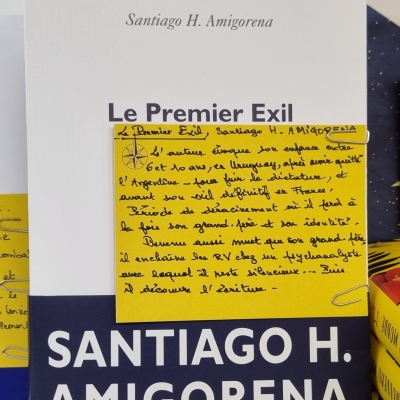 Santiago H. Amigorena
Le Premier Exil
Le Premier Exil, Santiago H. AMIGORENA
L'auteur évoque son enfance entre
6 et 10 ans, en Uruguay, après avoir quitté
l'Argentine pour fuir la dictature, et
avant son exil définitif en France.
Période de déracinement où il perd à
la fois son grand-père et son identité.
Devenu aussi muet que son grand-père,
il enchaîne les RV chez un psychanalyste
avec lequel il reste silencieux... Puis
il découvre l'écriture -
SANTIAGO H.
AMIGORENA